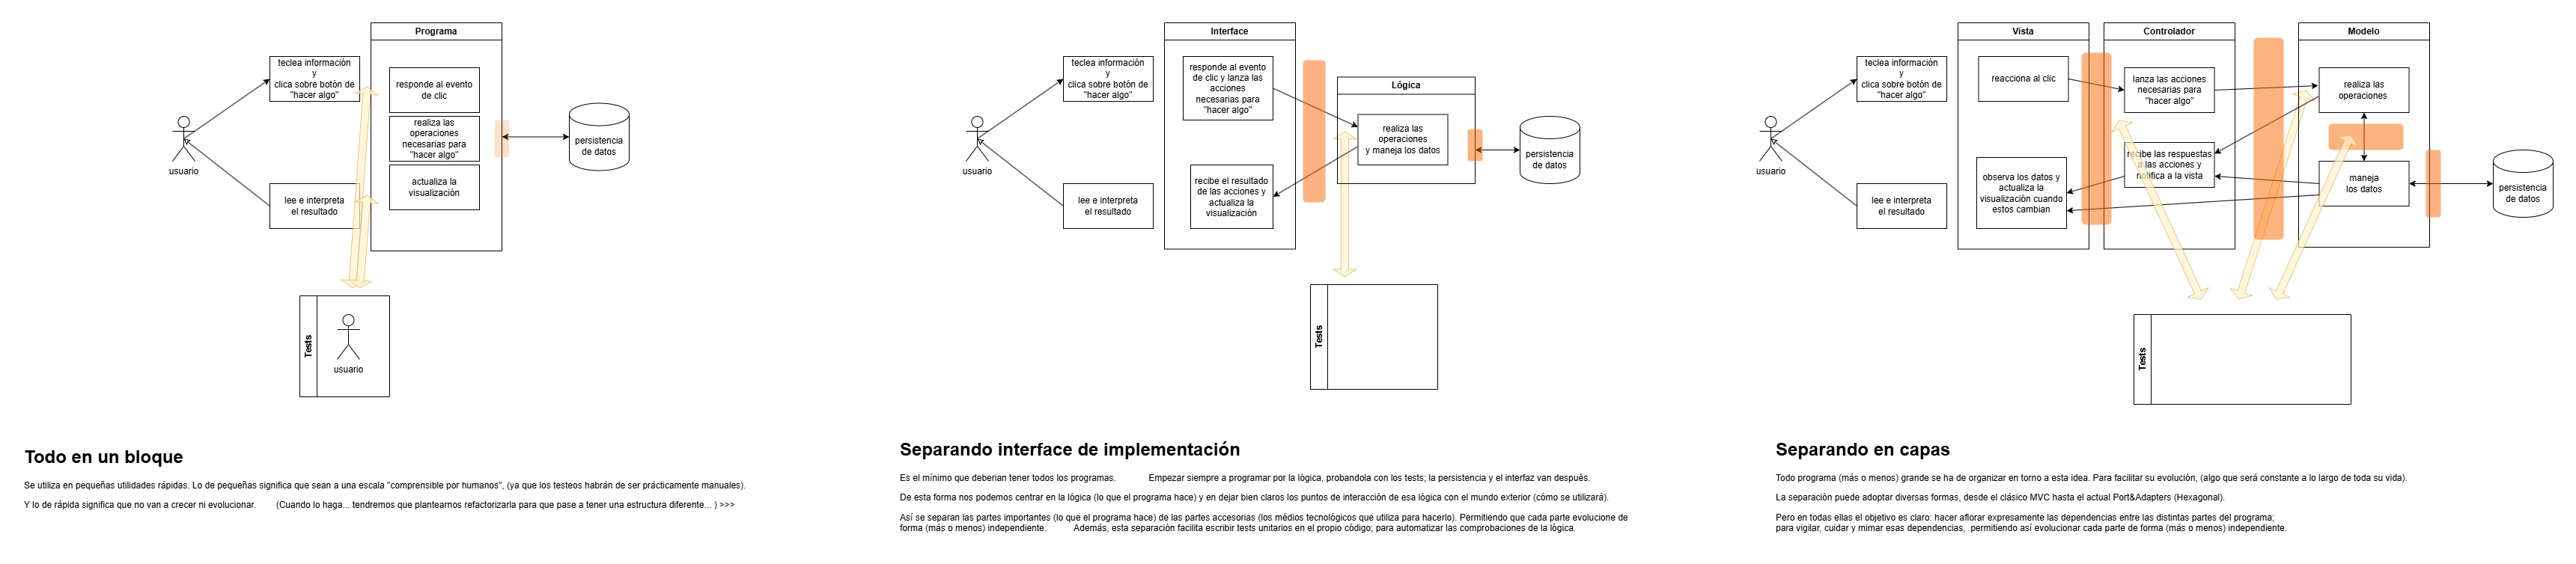 Programa
teclea información
y
clica sobre botón de
"hacer algo"
responde al evento
de clic
realiza las
operaciones
necesarias para
"hacer algo"
actualiza la
visualización
persistencia
de datos
usuario
lee e interpreta
el resultado
Tests
usuario
Todo en un bloque
Se utiliza en pequeñas utilidades rápidas. Lo de pequeñas significa que sean a una escala "comprensible por humanos", (ya que los testeos habrán de ser prácticamente manuales).
Y lo de rápida significa que no van a crecer ni evolucionar. (Cuando lo haga... tendremos que plantearnos refactorizarla para que pase a tener una estructura diferente... ) >>>
Interface
teclea información
y
clica sobre botón de
"hacer algo"
responde al evento
de clic y lanza las
acciones
necesarias para
"hacer algo"
Lógica
realiza las
operaciones
y maneja los datos
persistencia
de datos
usuario
recibe el resultado
de las acciones y
actualiza la
visualización
lee e interpreta
el resultado
Tests
Separando interface de implementación
Es el mínimo que deberian tener todos los programas. Empezar siempre a programar por la lógica, probandola con los tests; la persistencia y el interfaz van después.
De esta forma nos podemos centrar en la lógica (lo que el programa hace) y en dejar bien claros los puntos de interacción de esa lógica con el mundo exterior (cómo se utilizará).
Así se separan las partes importantes (lo que el programa hace) de las partes accesorias (los médios tecnológicos que utiliza para hacerlo). Permitiendo que cada parte evolucione de
forma (más o menos) independiente. Además, esta separación facilita escribir tests unitarios en el propio código; para automatizar las comprobaciones de la lógica.
Vista
Controlador
Modelo
teclea información
y
clica sobre botón de
"hacer algo"
reacciona al clic
lanza las acciones
necesarias para
"hacer algo"
realiza las
operaciones
usuario
recibe las respuestas
a las acciones y
notifica a la vista
observa los datos y
actualiza la
visualización cuando
estos cambian
maneja
los datos
persistencia
de datos
lee e interpreta
el resultado
Tests
Separando en capas
Todo programa (más o menos) grande se ha de organizar en torno a esta idea. Para facilitar su evolución, (algo que será constante a lo largo de toda su vida).
La separación puede adoptar diversas formas, desde el clásico MVC hasta el actual Port&Adapters (Hexagonal).
Pero en todas ellas el objetivo es claro: hacer aflorar expresamente las dependencias entre las distintas partes del programa;
para vigilar, cuidar y mimar esas dependencias, permitiendo así evolucionar cada parte de forma (más o menos) independiente.